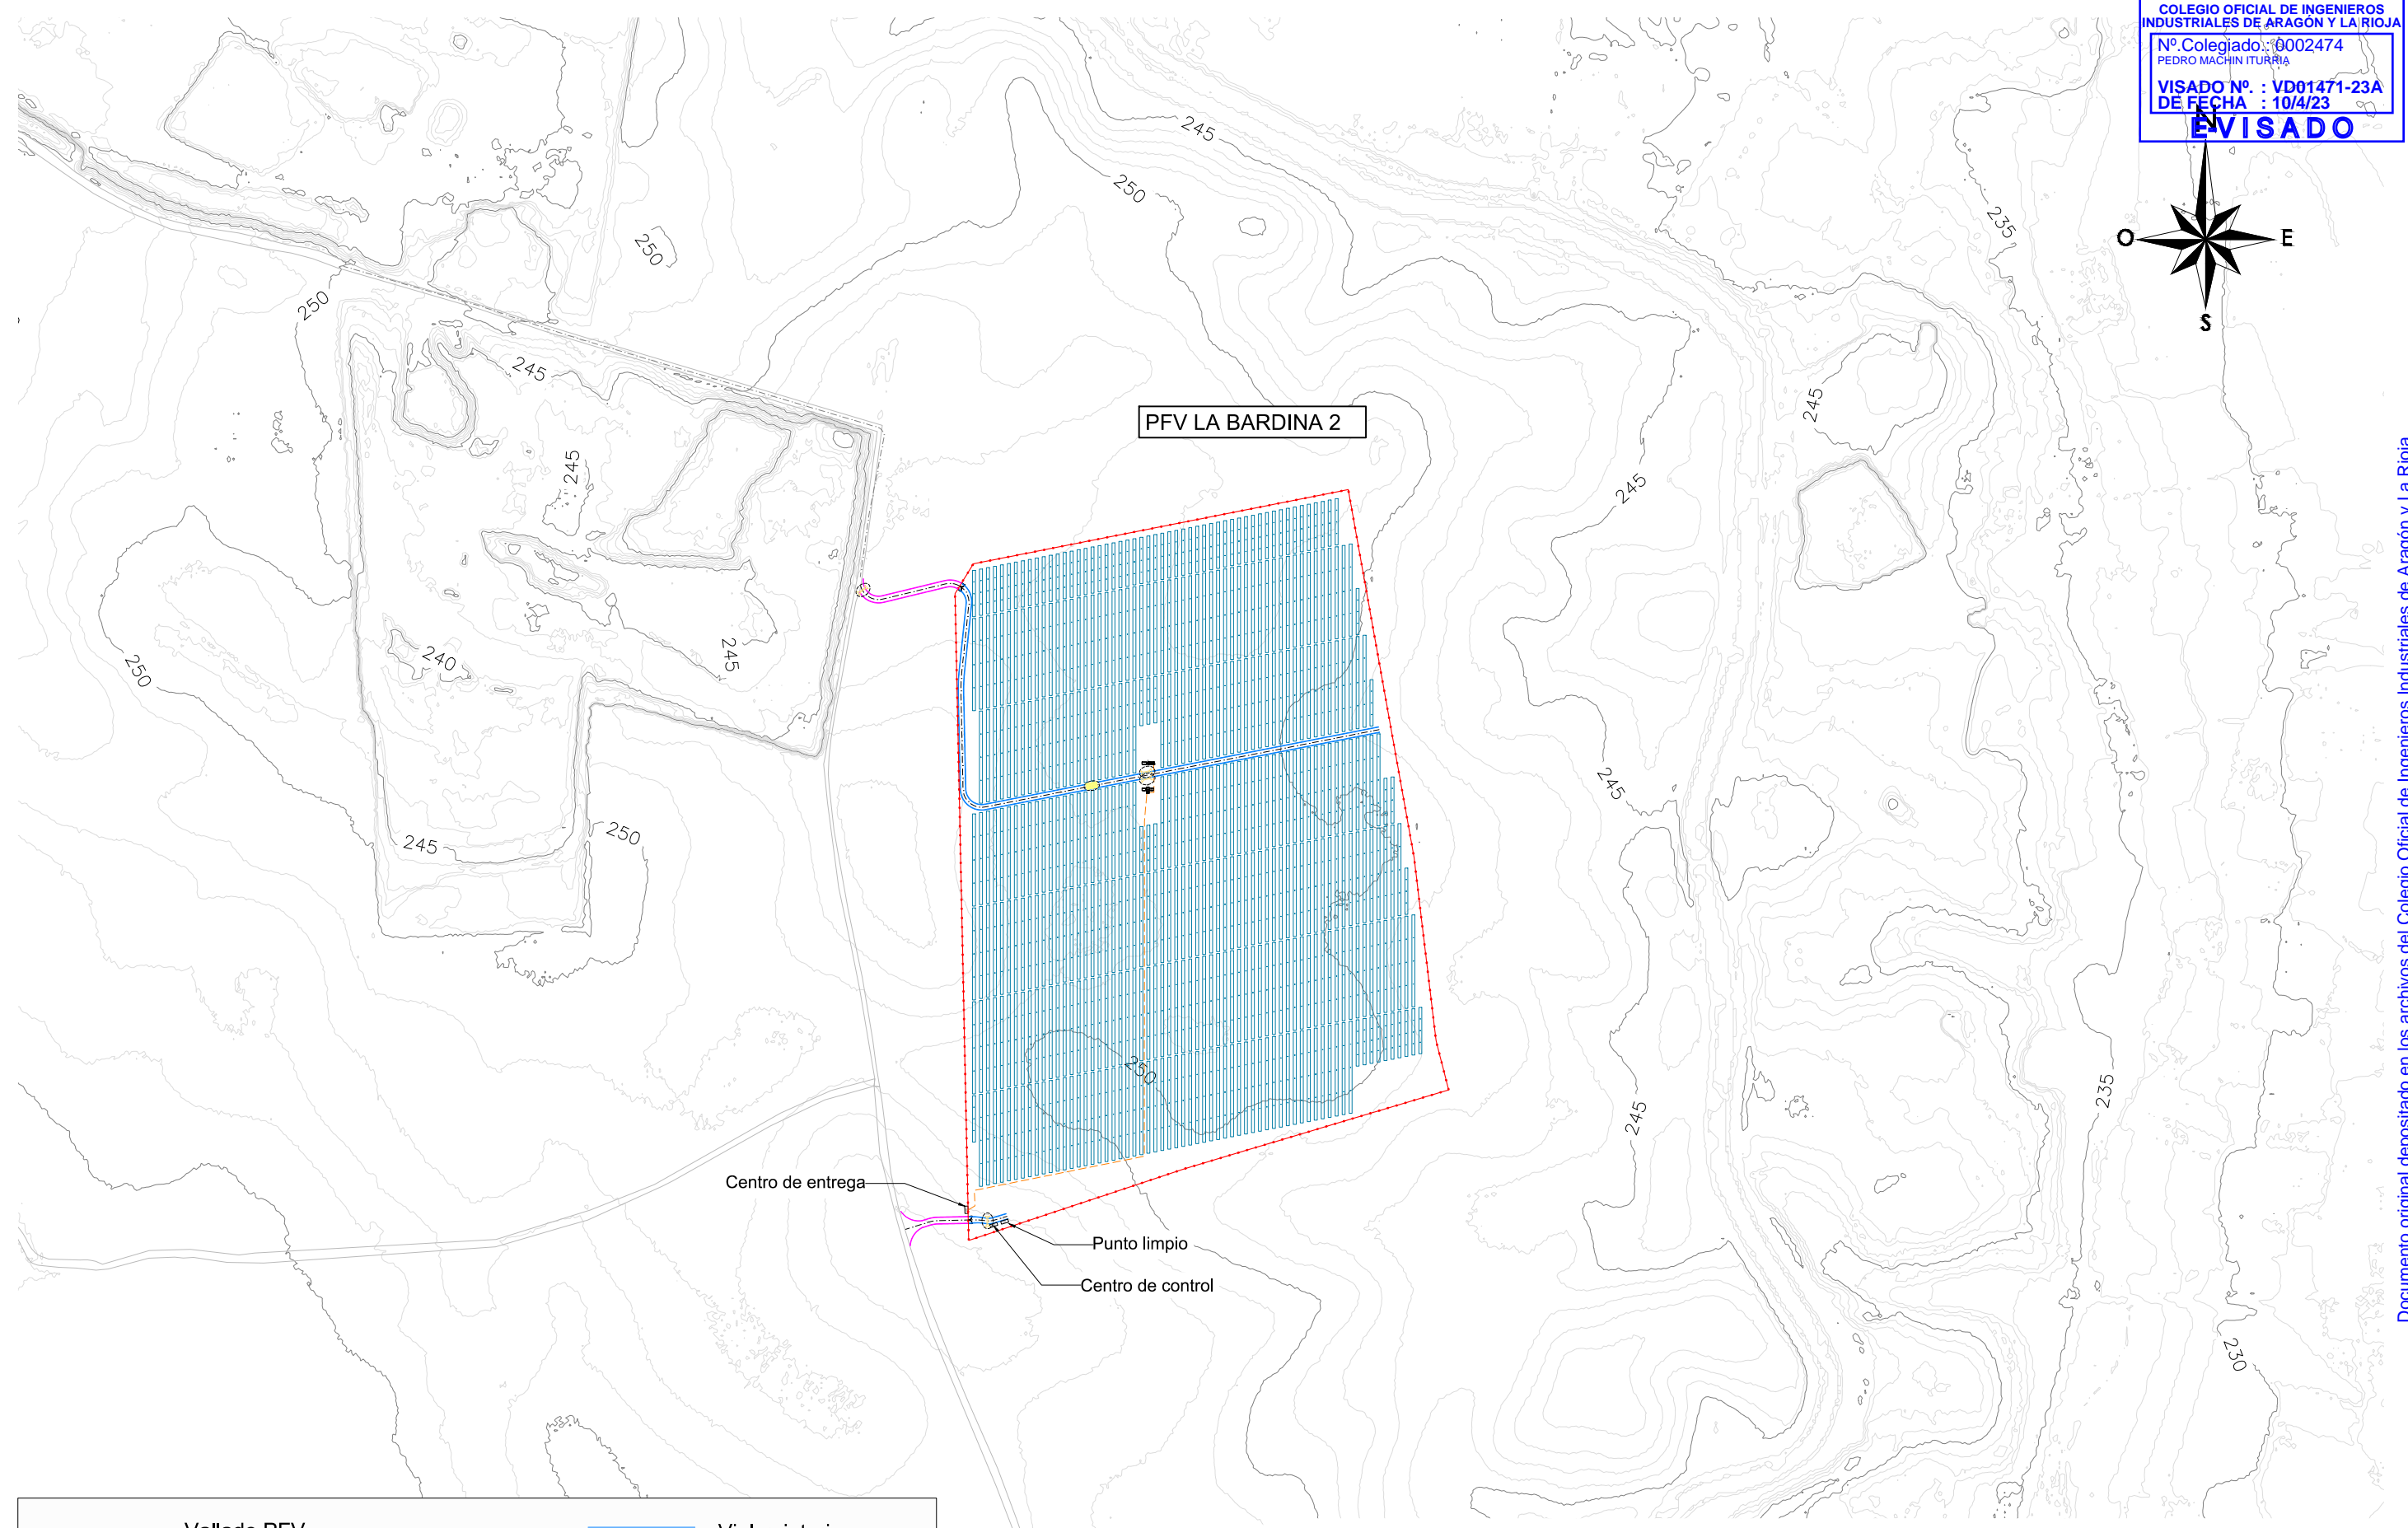 COLEGIO OFICIAL DE INGENIEROS
INDUSTRIALES DE ARAGÓN Y LA RIOJA
Nº.Colegiado.: 0002474
PEDRO MACHIN ITURRIA
VISADO Nº. : VD01471-23A
DE FECHA : 10/4/23
E-VISADO
N
O
E
S
245
250
235
250
250
245
PFV LA BARDINA 2
245
245
245
245
240
250
245
245
250
250
235
245
Centro de entrega
Punto limpio
Centro de control
230
Documento original depositado en los archivos del Colegio Oficial de Ingenieros Industriales de Aragón y La Rioja
Vallado PFV